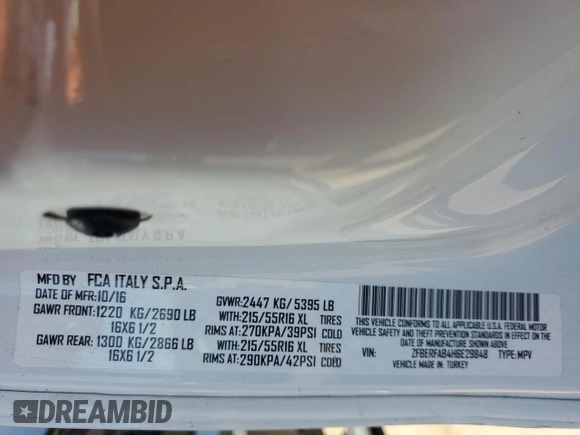 MFD BY FCA ITALY S.P.A.
DATE OF MFR:10/16 GVWR:2447 KG/5395 LB
GAWR FRONT:1220 KG/2690 LB WITH:215/55R16 XL TIRES
16X6 1/2 RIMS AT:270KPA/39PSI COLD
GAWR REAR: 1300 KG/2866 LB WITH:215/55R16 XL TIRES
16X6 1/2 RIMS AT:290KPA/42PSI COLD
THIS VEHICLE CONFORMS TO ALL APPLICABLE U.S.A. FEDERAL MOTOR
VEHICLE SAFETY AND THEFT PREVENTION STANDARDS IN EFFECT ON THE
DATE OF MANUFACTURE SHOWN ABOVE.
VIN: ZFBERFAB4H6E29848 TYPE: MPV
MADE IN: TURKEY
DREAMBID